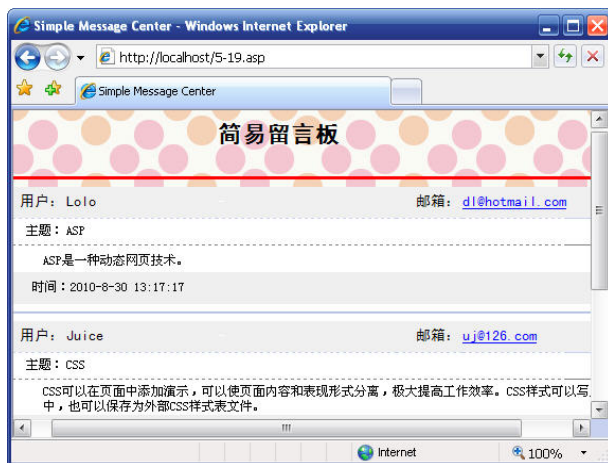 Simple Message Center - Windows Internet Explorer
http://localhost/5-19.asp
Simple Message Center
简易留言板
用户：Lolo 邮箱：dl@hotmail.com
主题：ASP
ASP是一种动态网页技术。
时间：2010-8-30 13:17:17
用户：Juice 邮箱：uj@126.com
主题：CSS
CSS可以在页面中添加演示，可以使页面内容和表现形式分离，极大提高工作效率。CSS样式可以写
中，也可以保存为外部CSS样式表文件。
Internet 100%